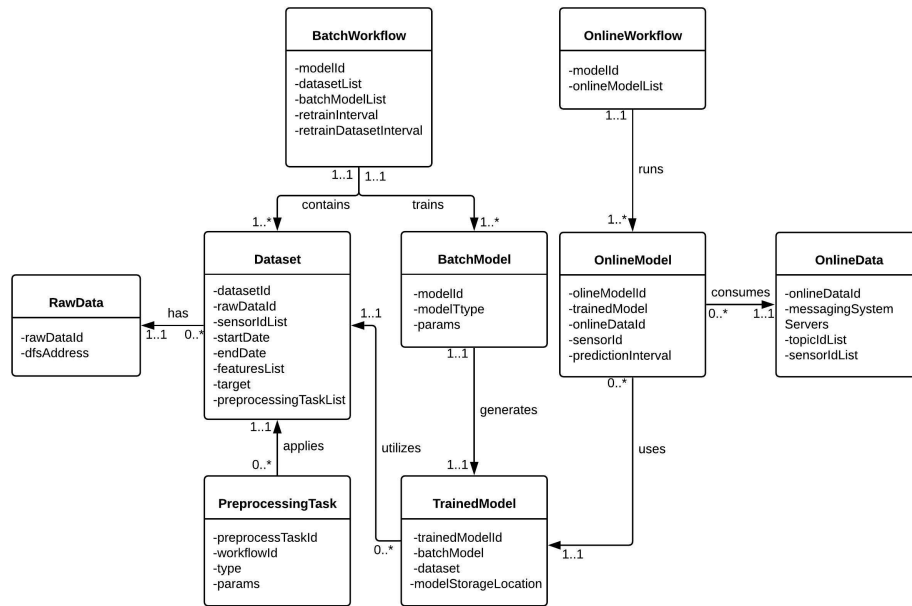 BatchWorkflow
-modelId
-datasetList
-batchModelList
-retrainInterval
-retrainDatasetInterval
OnlineWorkflow
-modelId
-onlineModelList
1..1
1..1
1..1
contains
trains
runs
1..*
1..*
1..*
RawData
-rawDataId
-dfsAddress
has
1..1
0..*
Dataset
-datasetId
-rawDataId
-sensorIdList
-startDate
-endDate
-featuresList
-target
-preprocessingTaskList
1..1
BatchModel
-modelId
-modelTtype
-params
OnlineModel
-olineModelId
-trainedModel
-onlineDataId
-sensorId
-predictionInterval
consumes
0..*
1..1
OnlineData
-onlineDataId
-messagingSystem
Servers
-topicIdList
-sensorIdList
1..1
1..1
0..*
applies
utilizes
generates
uses
0..*
1..1
PreprocessingTask
-preprocessTaskId
-workflowId
-type
-params
0..*
TrainedModel
-trainedModelId
-batchModel
-dataset
-modelStorageLocation
1..1